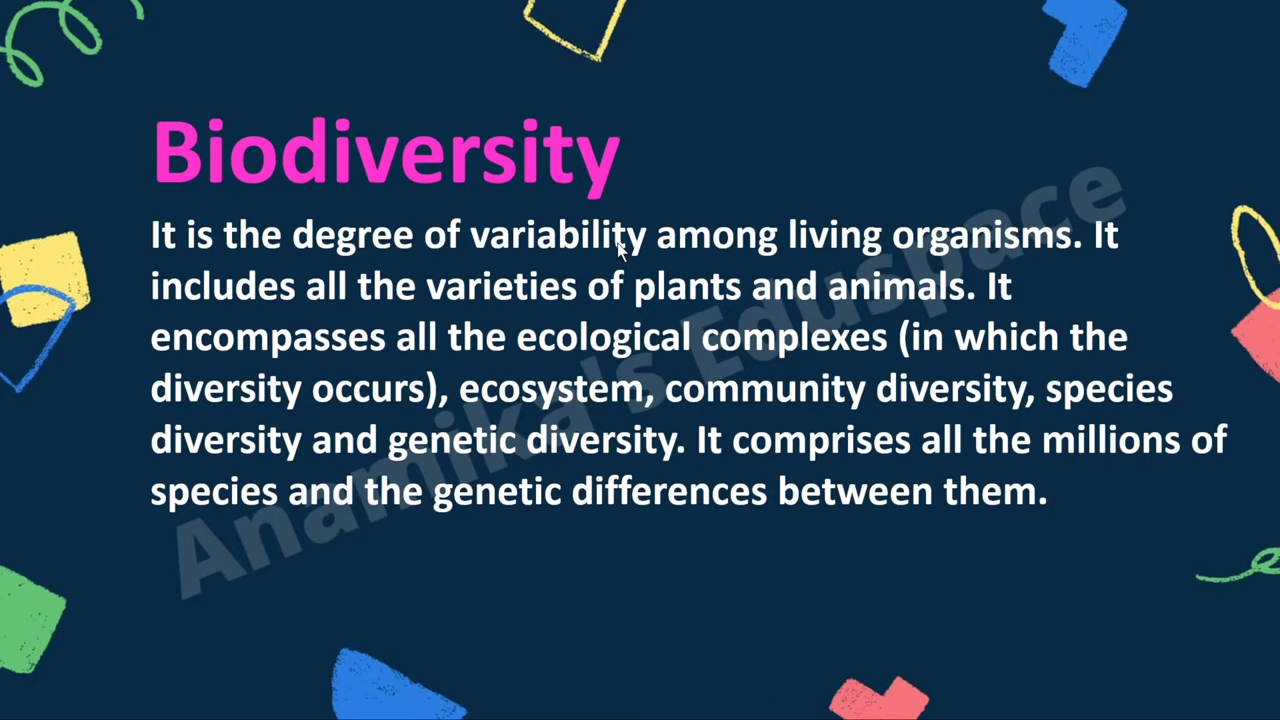 Biodiversity
It is the degree of variability among living organisms. It
includes all the varieties of plants and animals. It
encompasses all the ecological complexes (in which the
diversity occurs), ecosystem, community diversity, species
diversity and genetic diversity. It comprises all the millions of
species and the genetic differences between them.
Anamika's Eduspace